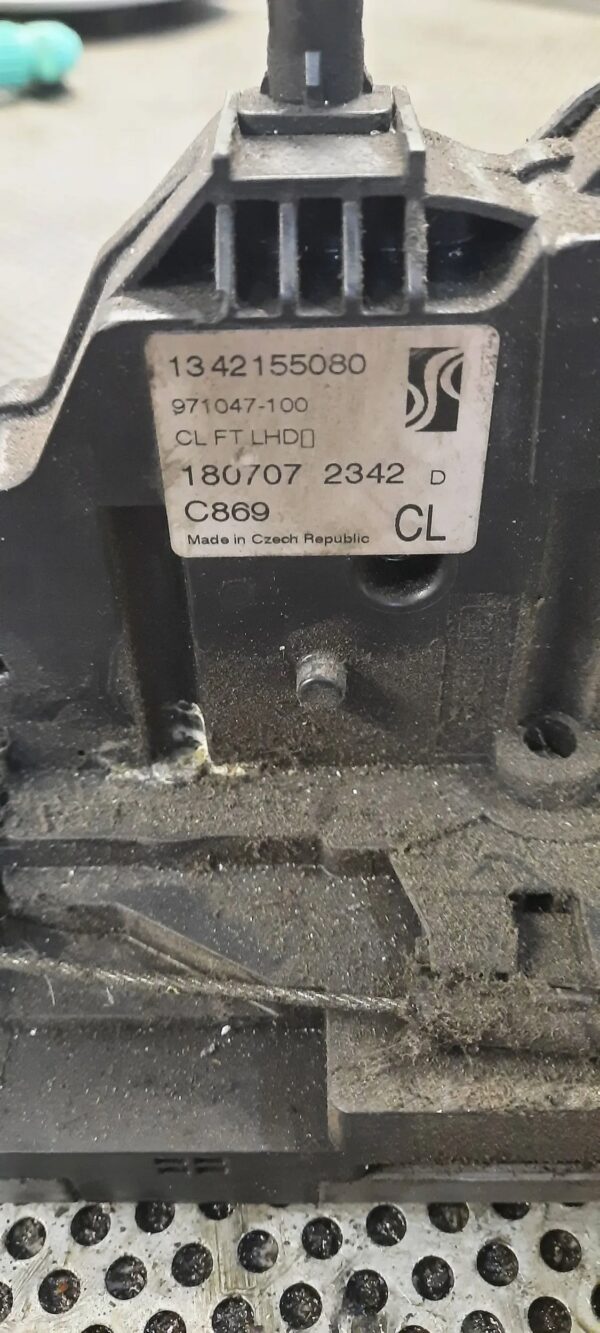 1342155080
971047-100
CL FT LHD▯
180707 2342 D
C869 CL
Made in Czech Republic